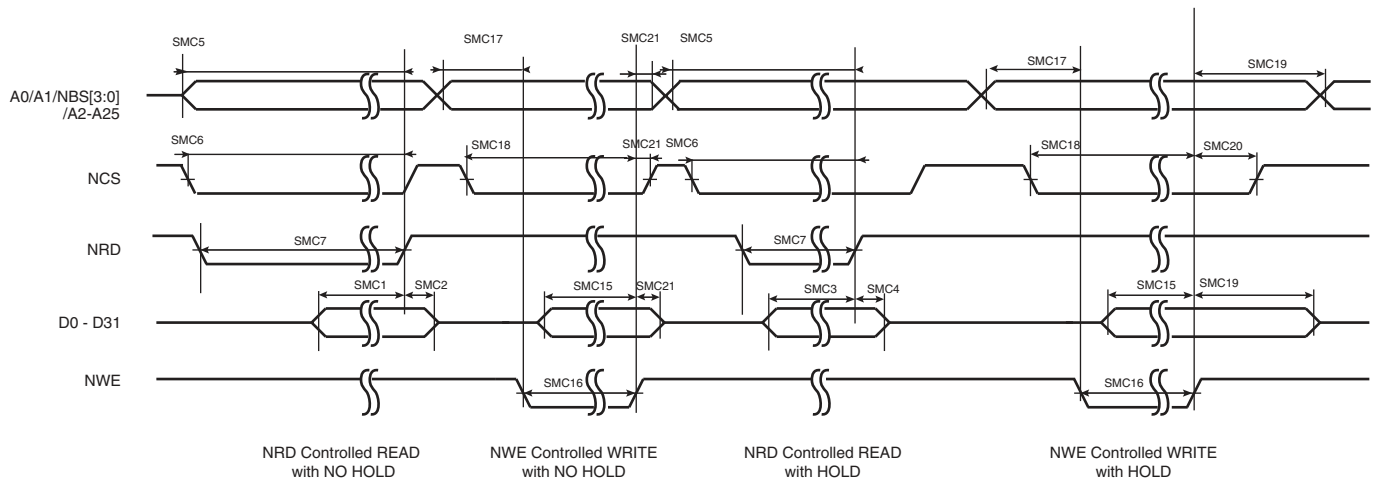 SMC5
SMC17
SMC21
SMC5
SMC17
SMC19
A0/A1/NBS[3:0]
/A2-A25
SMC6
SMC18
SMC21
SMC6
SMC18
SMC20
NCS
SMC7
SMC7
NRD
SMC1
SMC2
SMC15
SMC21
SMC3
SMC4
SMC15
SMC19
D0 - D31
NWE
SMC16
SMC16
NRD Controlled READ
with NO HOLD
NWE Controlled WRITE
with NO HOLD
NRD Controlled READ
with HOLD
NWE Controlled WRITE
with HOLD